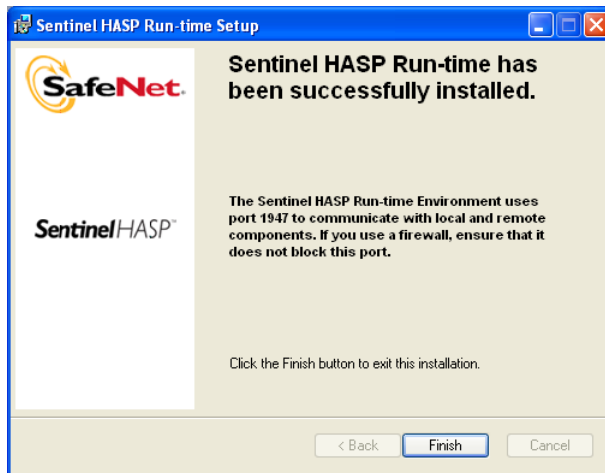 Sentinel HASP Run-time Setup
SafeNet.
Sentinel HASP Run-time has
been successfully installed.
SentinelHASP™
The Sentinel HASP Run-time Environment uses
port 1947 to communicate with local and remote
components. If you use a firewall, ensure that it
does not block this port.
Click the Finish button to exit this installation.
< Back
Finish
Cancel